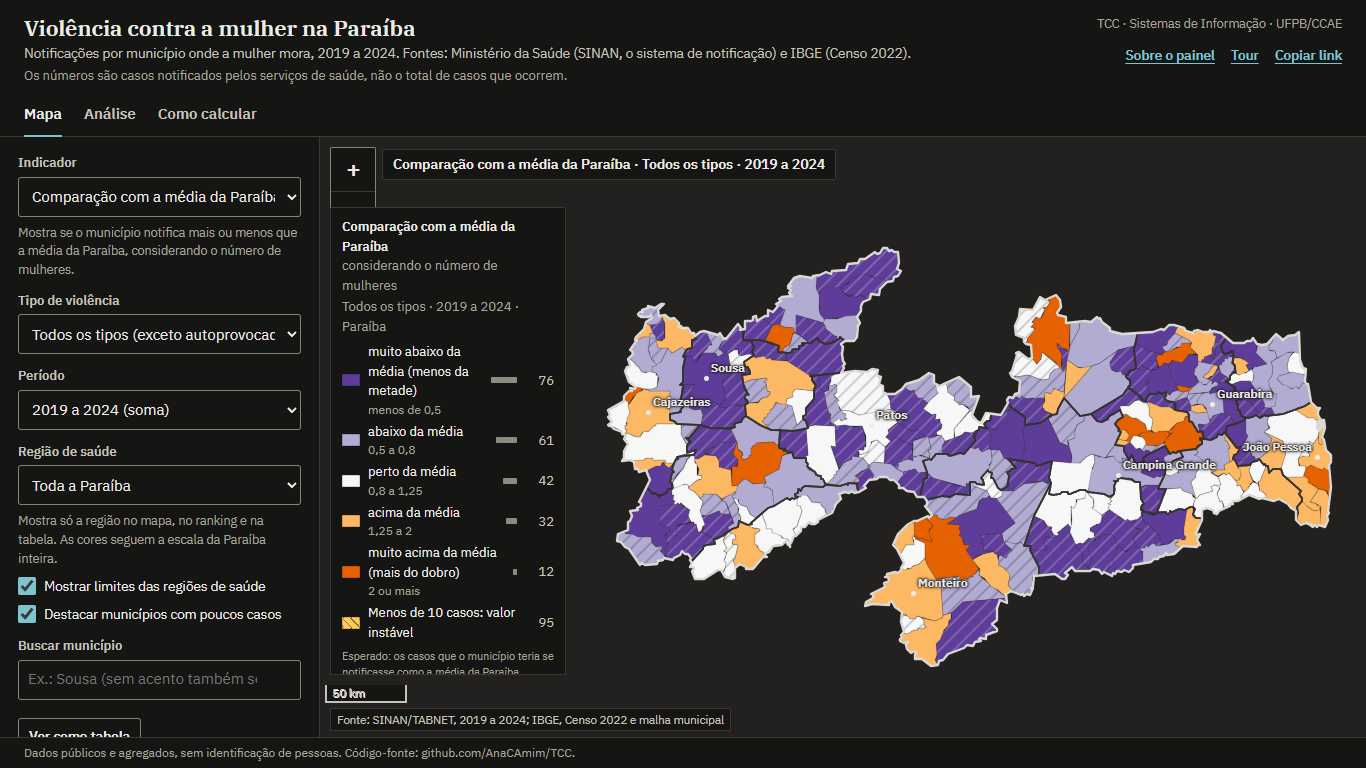 Violência contra a mulher na Paraíba
Notificações por município onde a mulher mora, 2019 a 2024. Fontes: Ministério da Saúde (SINAN, o sistema de notificação) e IBGE (Censo 2022).
Os números são casos notificados pelos serviços de saúde, não o total de casos que ocorrem.
TCC · Sistemas de Informação · UFPB/CCAE
Sobre o painel Tour Copiar link
Mapa Análise Como calcular
Indicador
Comparação com a média da Paraíba
Mostra se o município notifica mais ou menos que
a média da Paraíba, considerando o número de
mulheres.
Tipo de violência
Todos os tipos (exceto autoprovocac
Período
2019 a 2024 (soma)
Região de saúde
Toda a Paraíba
Mostra só a região no mapa, no ranking e na
tabela. As cores seguem a escala da Paraíba
inteira.
Mostrar limites das regiões de saúde
Destacar municípios com poucos casos
Buscar município
Ex.: Sousa (sem acento também se
Ver como tabela
+
Comparação com a média da Paraíba · Todos os tipos · 2019 a 2024
Comparação com a média da
Paraíba
considerando o número de
mulheres
Todos os tipos · 2019 a 2024 ·
Paraíba
muito abaixo da
média (menos da
metade) 76
menos de 0,5
abaixo da média 61
0,5 a 0,8
perto da média 42
0,8 a 1,25
acima da média 32
1,25 a 2
muito acima da média
(mais do dobro) 12
2 ou mais
Menos de 10 casos: valor
instável 95
Esperado: os casos que o município teria se
notificasse como a média da Paraíba
50 km
Fonte: SINAN/TABNET, 2019 a 2024; IBGE, Censo 2022 e malha municipal
Sousa
Cajazeiras
Patos
Guarabira
João Pessoa
Campina Grande
Monteiro
Dados públicos e agregados, sem identificação de pessoas. Código-fonte: github.com/AnaCAmim/TCC.